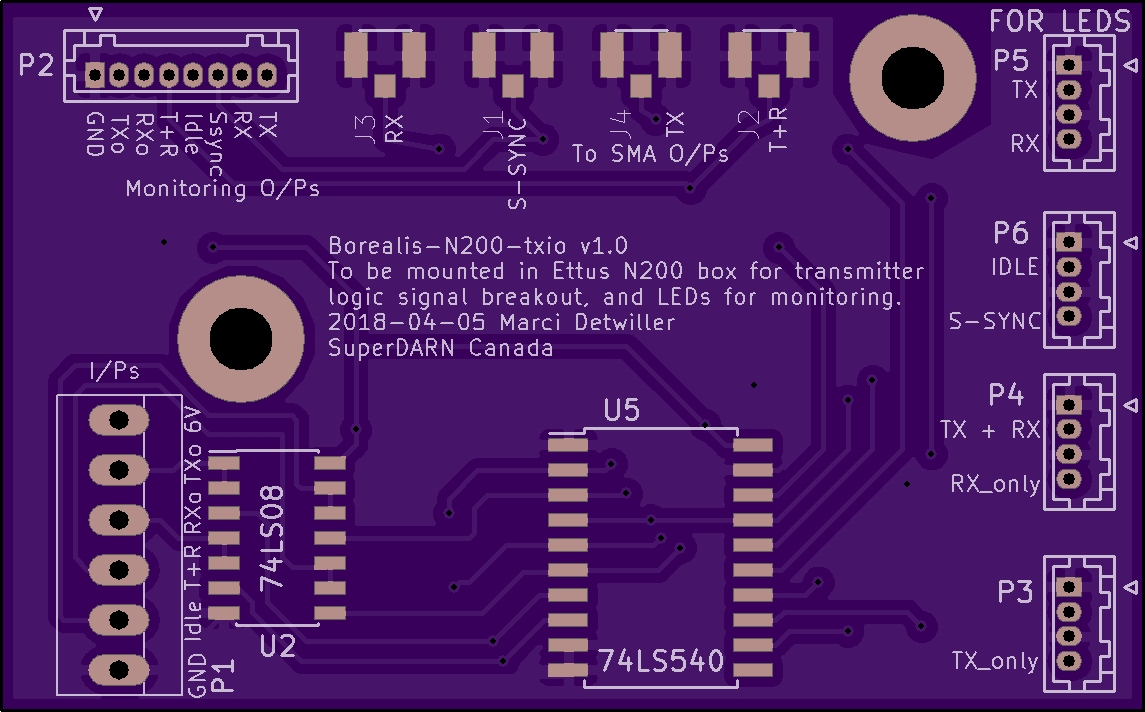 FOR LEDS
P2
GND
TXo
RXo
T+R
Idle
Ssync
RX
TX
Monitoring O/Ps
J3
RX
J1
S-SYNC
J4
TX
J2
T+R
To SMA O/Ps
P5
TX
RX
P6
IDLE
S-SYNC
Borealis-N200-txio v1.0
To be mounted in Ettus N200 box for transmitter
logic signal breakout, and LEDs for monitoring.
2018-04-05 Marci Detwiller
SuperDARN Canada
I/Ps
GND Idle T+R RXo TXo 6V
P1
74LS08
U2
U5
74LS540
P4
TX + RX
RX_only
P3
TX_only